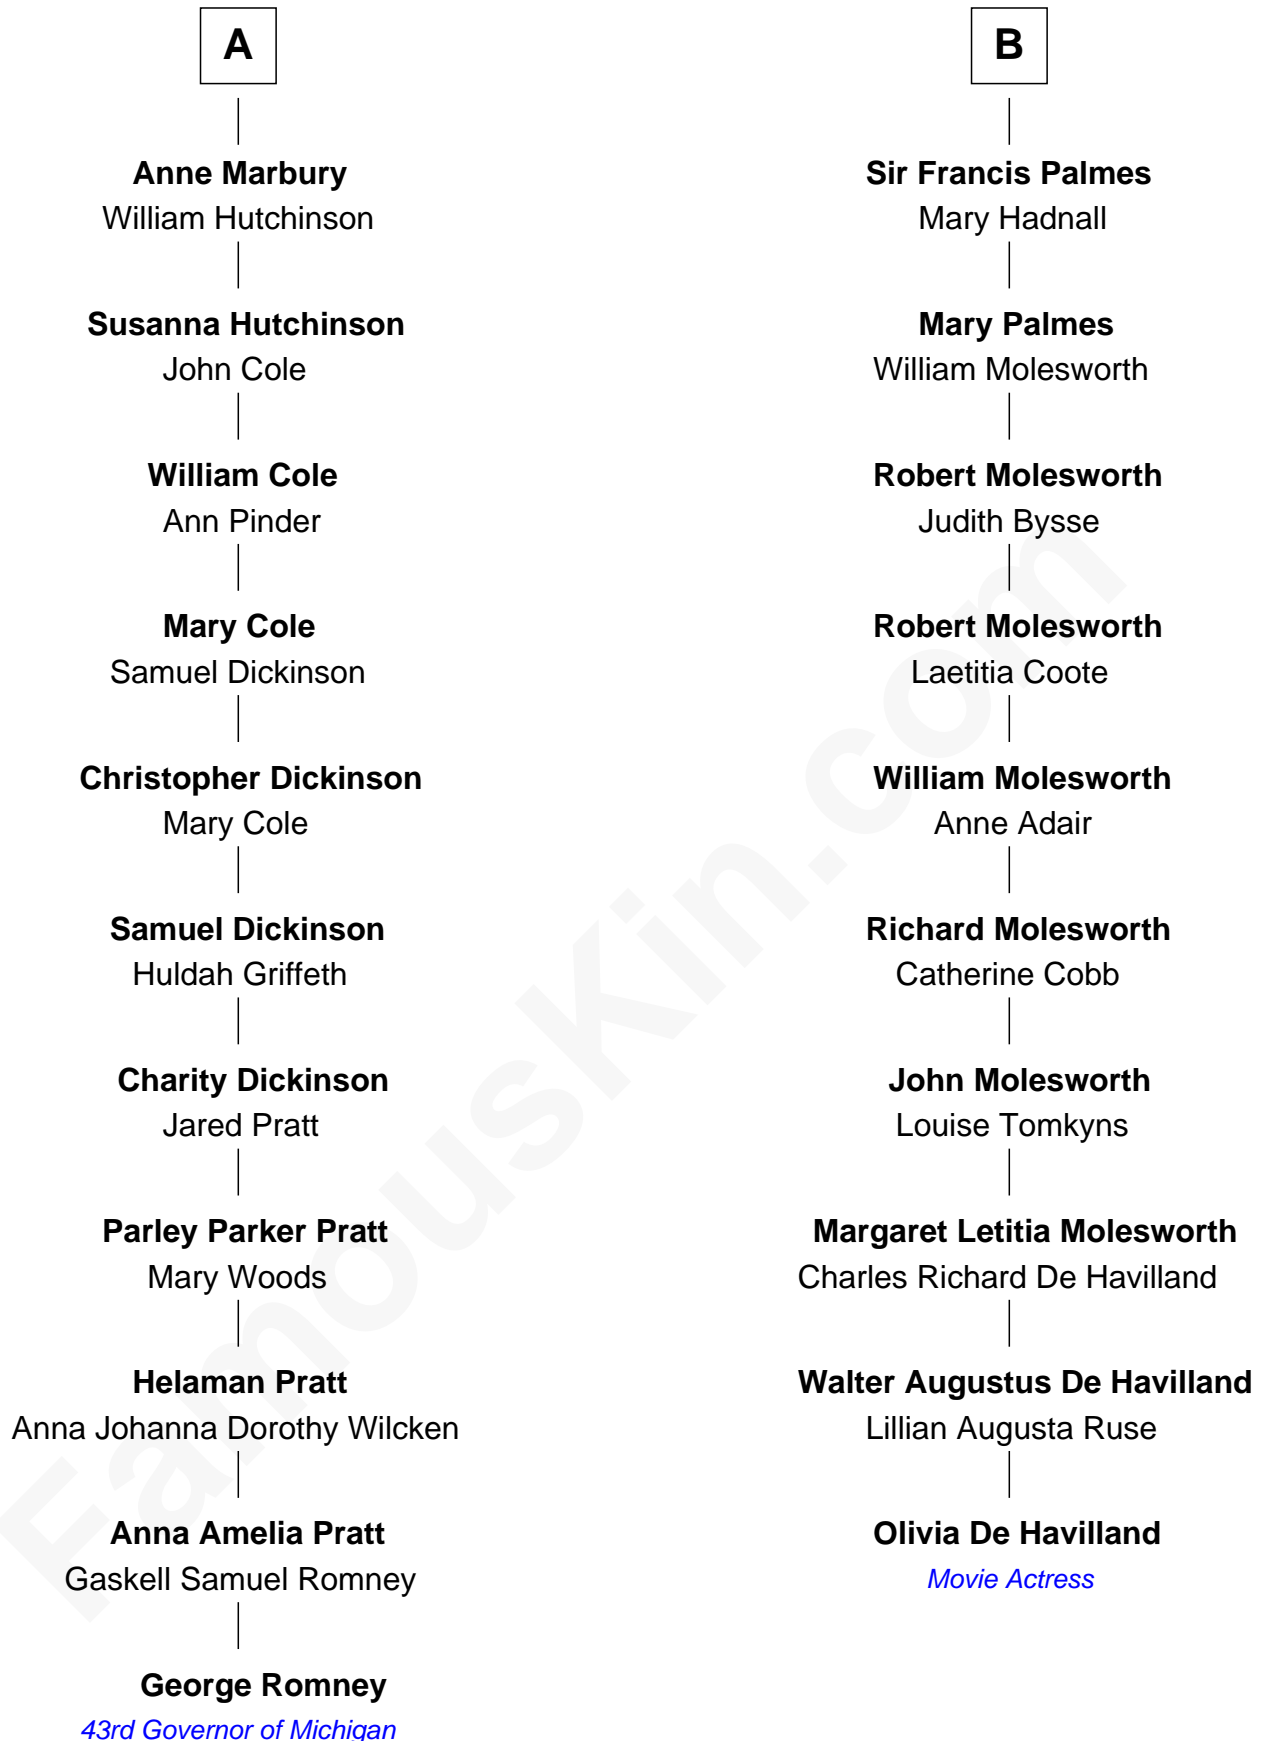 A
Anne Marbury
William Hutchinson
Susanna Hutchinson
John Cole
William Cole
Ann Pinder
Mary Cole
Samuel Dickinson
Christopher Dickinson
Mary Cole
Samuel Dickinson
Huldah Griffeth
Charity Dickinson
Jared Pratt
Parley Parker Pratt
Mary Woods
Helaman Pratt
Anna Johanna Dorothy Wilcken
Anna Amelia Pratt
Gaskell Samuel Romney
George Romney
43rd Governor of Michigan
B
Sir Francis Palmes
Mary Hadnall
Mary Palmes
William Molesworth
Robert Molesworth
Judith Bysse
Robert Molesworth
Laetitia Coote
William Molesworth
Anne Adair
Richard Molesworth
Catherine Cobb
John Molesworth
Louise Tomkyns
Margaret Letitia Molesworth
Charles Richard De Havilland
Walter Augustus De Havilland
Lillian Augusta Ruse
Olivia De Havilland
Movie Actress
FamousKin.com